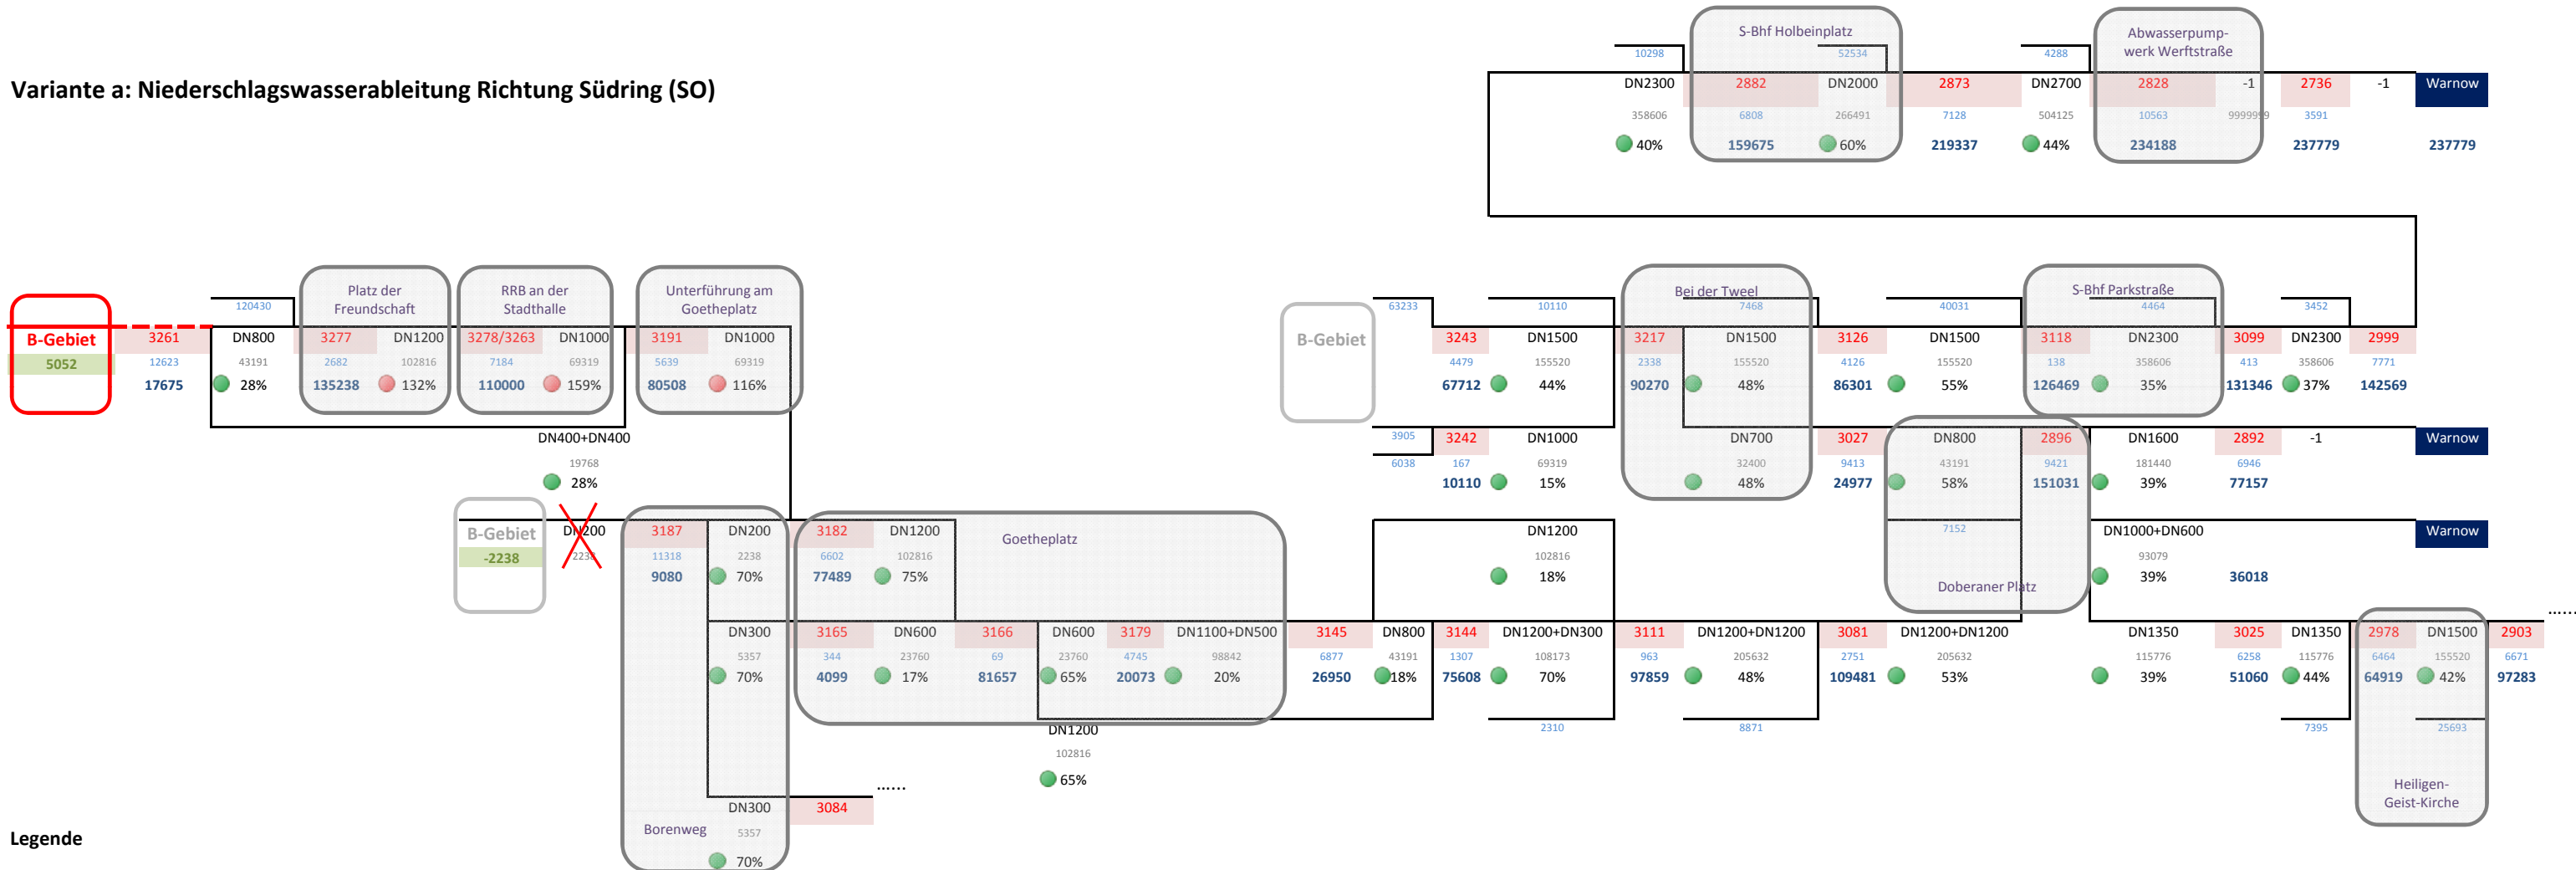 Variante a: Niederschlagswasserableitung Richtung Südring (SO)
S-Bhf Holbeinplatz
Abwasserpump-
werk Werftstraße
10298 52534 4288
DN2300 2882 DN2000 2873 DN2700 2828 -1 2736 -1 Warnow
358606 6808 266491 7128 504125 10563 9999999 3591
40% 159675 60% 219337 44% 234188 237779 237779
Platz der
Freundschaft
RRB an der
Stadthalle
Unterführung am
Goetheplatz
Bei der Tweel
S-Bhf Parkstraße
120430 63233 10110 7468 40031 4464 3452
B-Gebiet 3261 DN800 3277 DN1200 3278/3263 DN1000 3191 DN1000 B-Gebiet 3243 DN1500 3217 DN1500 3126 DN1500 3118 DN2300 3099 DN2300 2999
5052 12623 43191 2682 102816 7184 69319 5639 69319 4479 155520 2338 155520 4126 155520 138 358606 413 358606 7771
17675 28% 135238 132% 110000 159% 80508 116% 67712 44% 90270 48% 86301 55% 126469 35% 131346 37% 142569
DN400+DN400 3905 3242 DN1000 DN700 3027 DN800 2896 DN1600 2892 -1 Warnow
19768 6038 167 69319 32400 9413 43191 9421 181440 6946
28% 10110 15% 48% 24977 58% 151031 39% 77157
B-Gebiet DN200 3187 DN200 3182 DN1200 Goetheplatz DN1200 7152 DN1000+DN600 Warnow
-2238 2238 11318 2238 6602 102816 102816 93079
9080 70% 77489 75% 18% Doberaner Platz 39% 36018
......
DN300 3165 DN600 3166 DN600 3179 DN1100+DN500 3145 DN800 3144 DN1200+DN300 3111 DN1200+DN1200 3081 DN1200+DN1200 DN1350 3025 DN1350 2978 DN1500 2903
5357 344 23760 69 23760 4745 98842 6877 43191 1307 108173 963 205632 2751 205632 115776 6258 115776 6464 155520 6671
70% 4099 17% 81657 65% 20073 20% 26950 18% 75608 70% 97859 48% 109481 53% 39% 51060 44% 64919 42% 97283
DN1200 2310 8871 7395 25693
102816
65%
......
Heiligen-
Geist-Kirche
DN300 3084
Borenweg 5357
70%
Legende